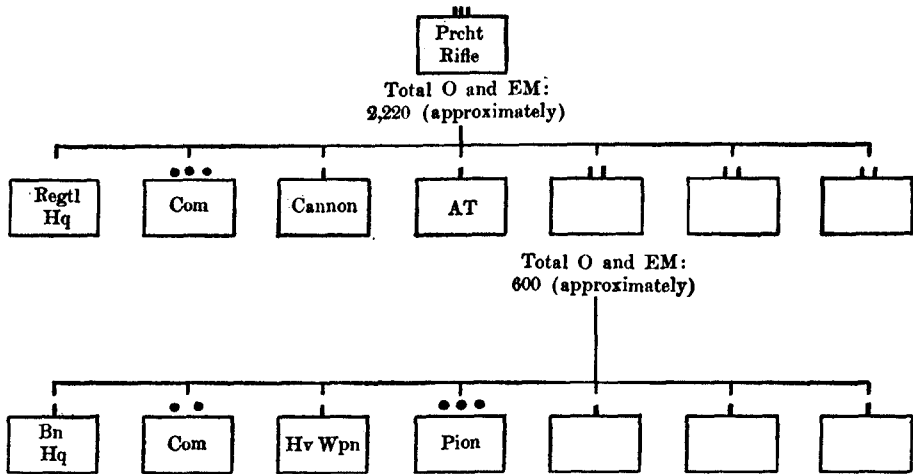 Prcht
Rifle
Total O and EM:
2,220 (approximately)
Regtl
Hq
Com
Cannon
AT
Total O and EM:
600 (approximately)
Bn
Hq
Com
Hv Wpn
Pion